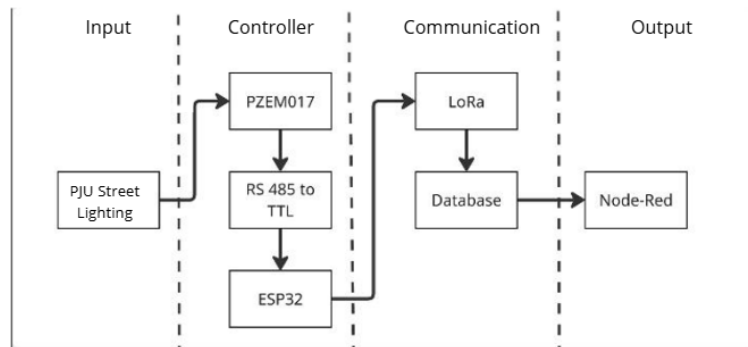 Input
Controller
Communication
Output
PJU Street
Lighting
PZEM017
RS 485 to
TTL
ESP32
LoRa
Database
Node-Red